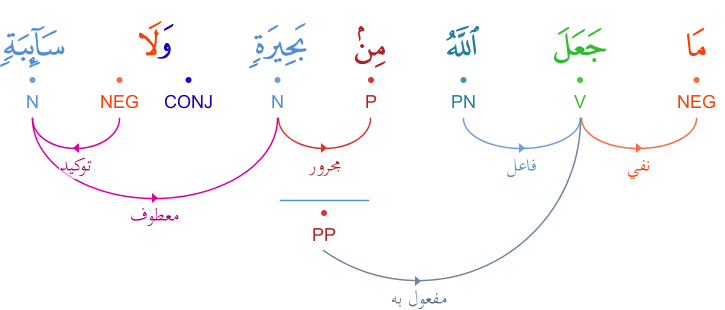 مَا جَعَلَ ٱللَّهُ مِنۢ بَحِيرَةٍۢ وَلَا سَآئِبَةٍۢ
NEG V PN P N CONJ NEG N
نفي فاعل مجرور توكيد
معطوف
PP
مفعول به